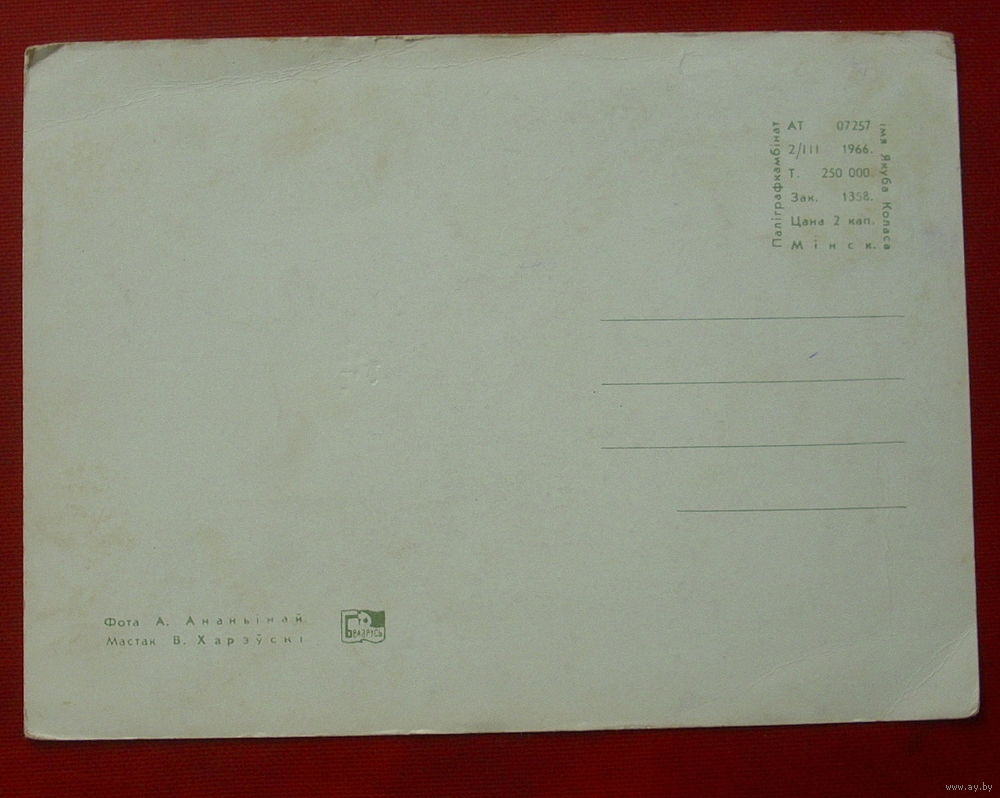 Паліграфкамбінат
АТ 07257
2/III 1966.
Т. 250 000.
Зак. 1358.
Цана 2 кап.
Мінск.
імя Якуба Коласа
Фота А. Ананьінай
Мастак В. Харэўскі
Беларусь
www.ay.by